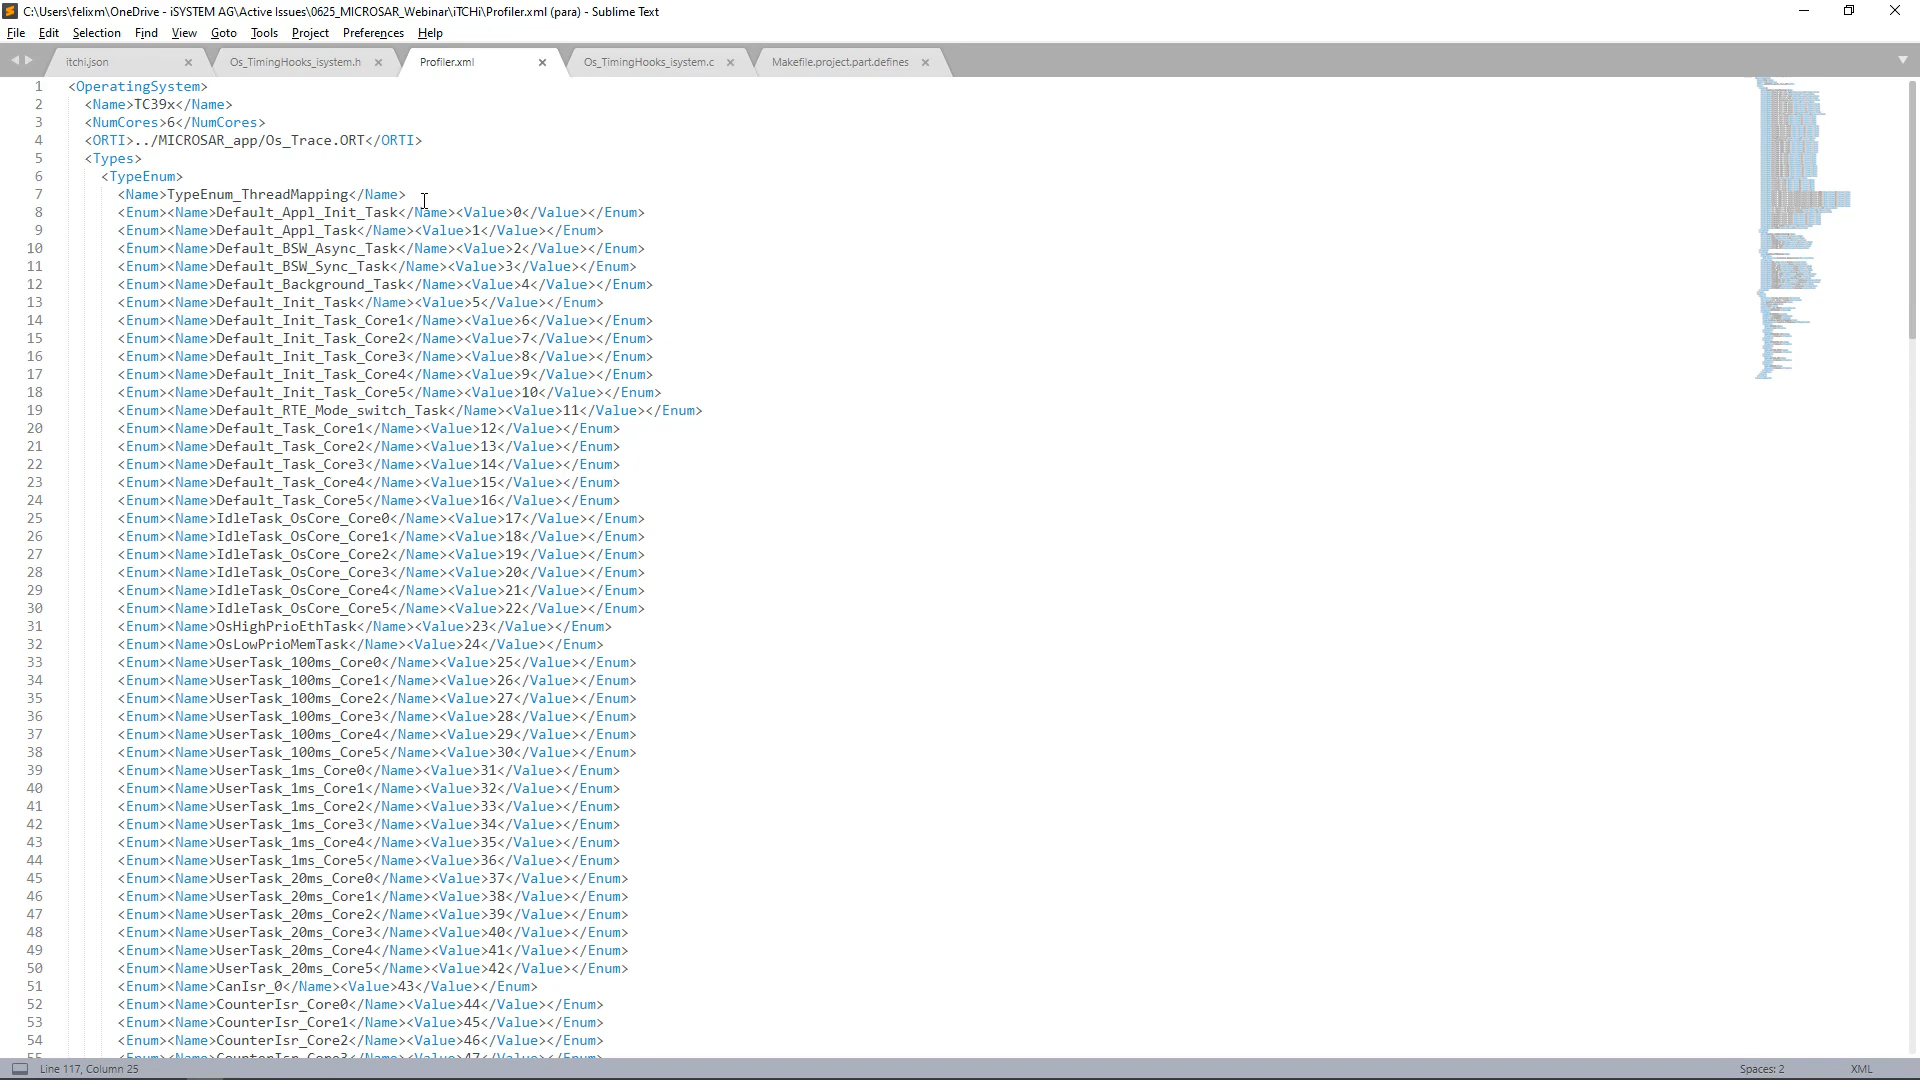 C:\Users\felixm\OneDrive - iSYSTEM AG\Active Issues\0625_MICROSAR_Webinar\iTCHi\Profiler.xml (para) - Sublime Text
File Edit Selection Find View Goto Tools Project Preferences Help
itchi.json Os_TimingHooks_isystem.h Profiler.xml Os_TimingHooks_isystem.c Makefile.project.part.defines
1 <OperatingSystem>
2 <Name>TC39x</Name>
3 <NumCores>6</NumCores>
4 <ORTI>../MICROSAR_app/Os_Trace.ORT</ORTI>
5 <Types>
6 <TypeEnum>
7 <Name>TypeEnum_ThreadMapping</Name>
8 <Enum><Name>Default_Appl_Init_Task</Name><Value>0</Value></Enum>
9 <Enum><Name>Default_Appl_Task</Name><Value>1</Value></Enum>
10 <Enum><Name>Default_BSW_Async_Task</Name><Value>2</Value></Enum>
11 <Enum><Name>Default_BSW_Sync_Task</Name><Value>3</Value></Enum>
12 <Enum><Name>Default_Background_Task</Name><Value>4</Value></Enum>
13 <Enum><Name>Default_Init_Task</Name><Value>5</Value></Enum>
14 <Enum><Name>Default_Init_Task_Core1</Name><Value>6</Value></Enum>
15 <Enum><Name>Default_Init_Task_Core2</Name><Value>7</Value></Enum>
16 <Enum><Name>Default_Init_Task_Core3</Name><Value>8</Value></Enum>
17 <Enum><Name>Default_Init_Task_Core4</Name><Value>9</Value></Enum>
18 <Enum><Name>Default_Init_Task_Core5</Name><Value>10</Value></Enum>
19 <Enum><Name>Default_RTE_Mode_switch_Task</Name><Value>11</Value></Enum>
20 <Enum><Name>Default_Task_Core1</Name><Value>12</Value></Enum>
21 <Enum><Name>Default_Task_Core2</Name><Value>13</Value></Enum>
22 <Enum><Name>Default_Task_Core3</Name><Value>14</Value></Enum>
23 <Enum><Name>Default_Task_Core4</Name><Value>15</Value></Enum>
24 <Enum><Name>Default_Task_Core5</Name><Value>16</Value></Enum>
25 <Enum><Name>IdleTask_OsCore_Core0</Name><Value>17</Value></Enum>
26 <Enum><Name>IdleTask_OsCore_Core1</Name><Value>18</Value></Enum>
27 <Enum><Name>IdleTask_OsCore_Core2</Name><Value>19</Value></Enum>
28 <Enum><Name>IdleTask_OsCore_Core3</Name><Value>20</Value></Enum>
29 <Enum><Name>IdleTask_OsCore_Core4</Name><Value>21</Value></Enum>
30 <Enum><Name>IdleTask_OsCore_Core5</Name><Value>22</Value></Enum>
31 <Enum><Name>OsHighPrioEthTask</Name><Value>23</Value></Enum>
32 <Enum><Name>OsLowPrioMemTask</Name><Value>24</Value></Enum>
33 <Enum><Name>UserTask_100ms_Core0</Name><Value>25</Value></Enum>
34 <Enum><Name>UserTask_100ms_Core1</Name><Value>26</Value></Enum>
35 <Enum><Name>UserTask_100ms_Core2</Name><Value>27</Value></Enum>
36 <Enum><Name>UserTask_100ms_Core3</Name><Value>28</Value></Enum>
37 <Enum><Name>UserTask_100ms_Core4</Name><Value>29</Value></Enum>
38 <Enum><Name>UserTask_100ms_Core5</Name><Value>30</Value></Enum>
39 <Enum><Name>UserTask_1ms_Core0</Name><Value>31</Value></Enum>
40 <Enum><Name>UserTask_1ms_Core1</Name><Value>32</Value></Enum>
41 <Enum><Name>UserTask_1ms_Core2</Name><Value>33</Value></Enum>
42 <Enum><Name>UserTask_1ms_Core3</Name><Value>34</Value></Enum>
43 <Enum><Name>UserTask_1ms_Core4</Name><Value>35</Value></Enum>
44 <Enum><Name>UserTask_1ms_Core5</Name><Value>36</Value></Enum>
45 <Enum><Name>UserTask_20ms_Core0</Name><Value>37</Value></Enum>
46 <Enum><Name>UserTask_20ms_Core1</Name><Value>38</Value></Enum>
47 <Enum><Name>UserTask_20ms_Core2</Name><Value>39</Value></Enum>
48 <Enum><Name>UserTask_20ms_Core3</Name><Value>40</Value></Enum>
49 <Enum><Name>UserTask_20ms_Core4</Name><Value>41</Value></Enum>
50 <Enum><Name>UserTask_20ms_Core5</Name><Value>42</Value></Enum>
51 <Enum><Name>CanIsr_0</Name><Value>43</Value></Enum>
52 <Enum><Name>CounterIsr_Core0</Name><Value>44</Value></Enum>
53 <Enum><Name>CounterIsr_Core1</Name><Value>45</Value></Enum>
54 <Enum><Name>CounterIsr_Core2</Name><Value>46</Value></Enum>
55 <Enum><Name>CounterIsr_Core3</Name><Value>47</Value></Enum>
Line 117, Column 25 Spaces: 2 XML